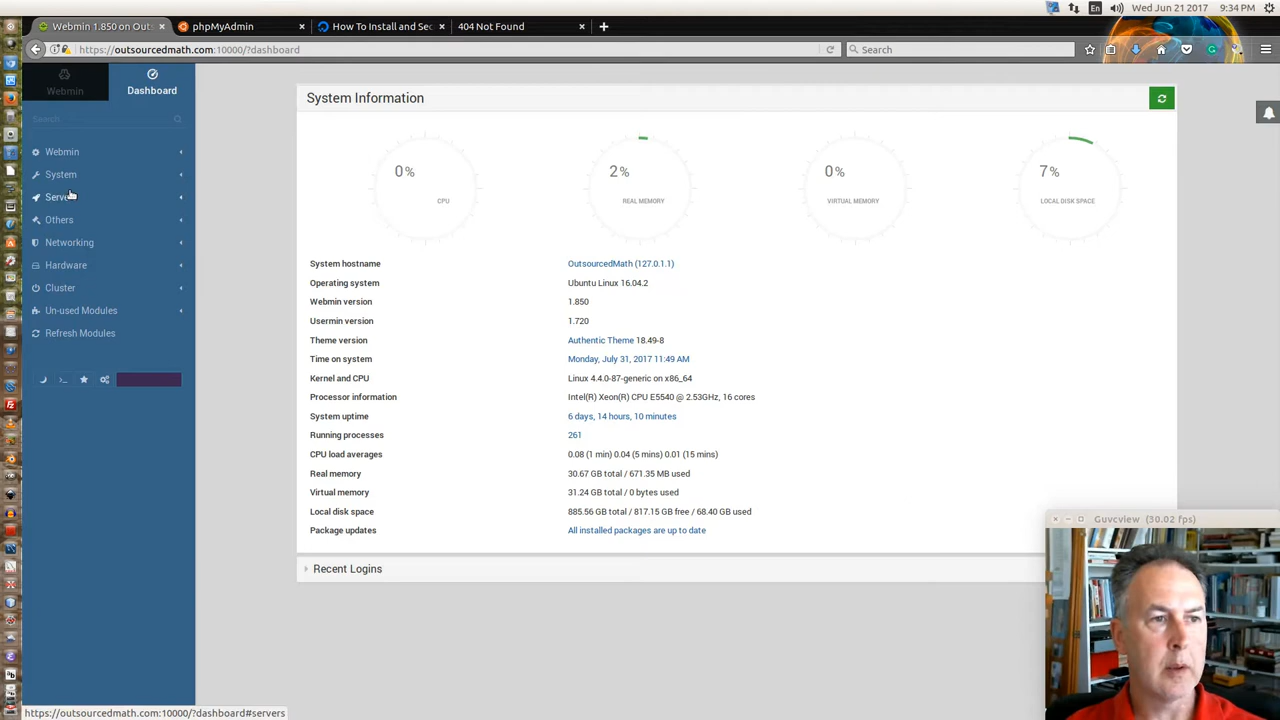 En
Wed Jun 21 2017
9:34 PM
Webmin 1.850 on Out
phpMyAdmin
How To Install and Sec
404 Not Found
https://outsourcedmath.com:10000/?dashboard
Search
Webmin
Dashboard
Search
Webmin
System
Serve
Others
Networking
Hardware
Cluster
Un-used Modules
Refresh Modules
System Information
0%
CPU
2%
REAL MEMORY
0%
VIRTUAL MEMORY
7%
LOCAL DISK SPACE
System hostname OutsourcedMath (127.0.1.1)
Operating system Ubuntu Linux 16.04.2
Webmin version 1.850
Usermin version 1.720
Theme version Authentic Theme 18.49-8
Time on system Monday, July 31, 2017 11:49 AM
Kernel and CPU Linux 4.4.0-87-generic on x86_64
Processor information Intel(R) Xeon(R) CPU E5540 @ 2.53GHz, 16 cores
System uptime 6 days, 14 hours, 10 minutes
Running processes 261
CPU load averages 0.08 (1 min) 0.04 (5 mins) 0.01 (15 mins)
Real memory 30.67 GB total / 671.35 MB used
Virtual memory 31.24 GB total / 0 bytes used
Local disk space 885.56 GB total / 817.15 GB free / 68.40 GB used
Package updates All installed packages are up to date
Recent Logins
Guvcview (30.02 fps)
https://outsourcedmath.com:10000/?dashboard#servers